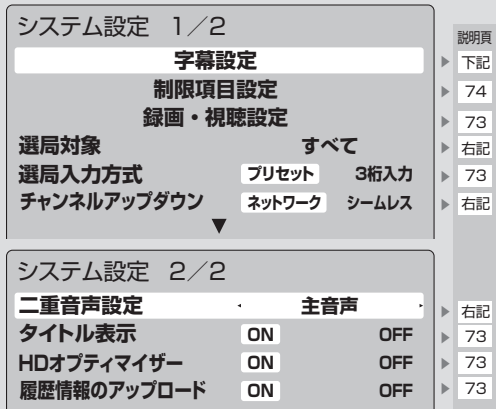 システム設定 1／2
説明頁
字幕設定 ▶ 下記
制限項目設定 ▶ 74
録画・視聴設定 ▶ 73
選局対象 すべて ▶ 右記
選局入力方式 プリセット 3桁入力 ▶ 73
チャンネルアップダウン ネットワーク シームレス ▶ 右記
▼
システム設定 2／2
二重音声設定 主音声 ▶ 右記
タイトル表示 ON OFF ▶ 73
HDオプティマイザー ON OFF ▶ 73
履歴情報のアップロード ON OFF ▶ 73